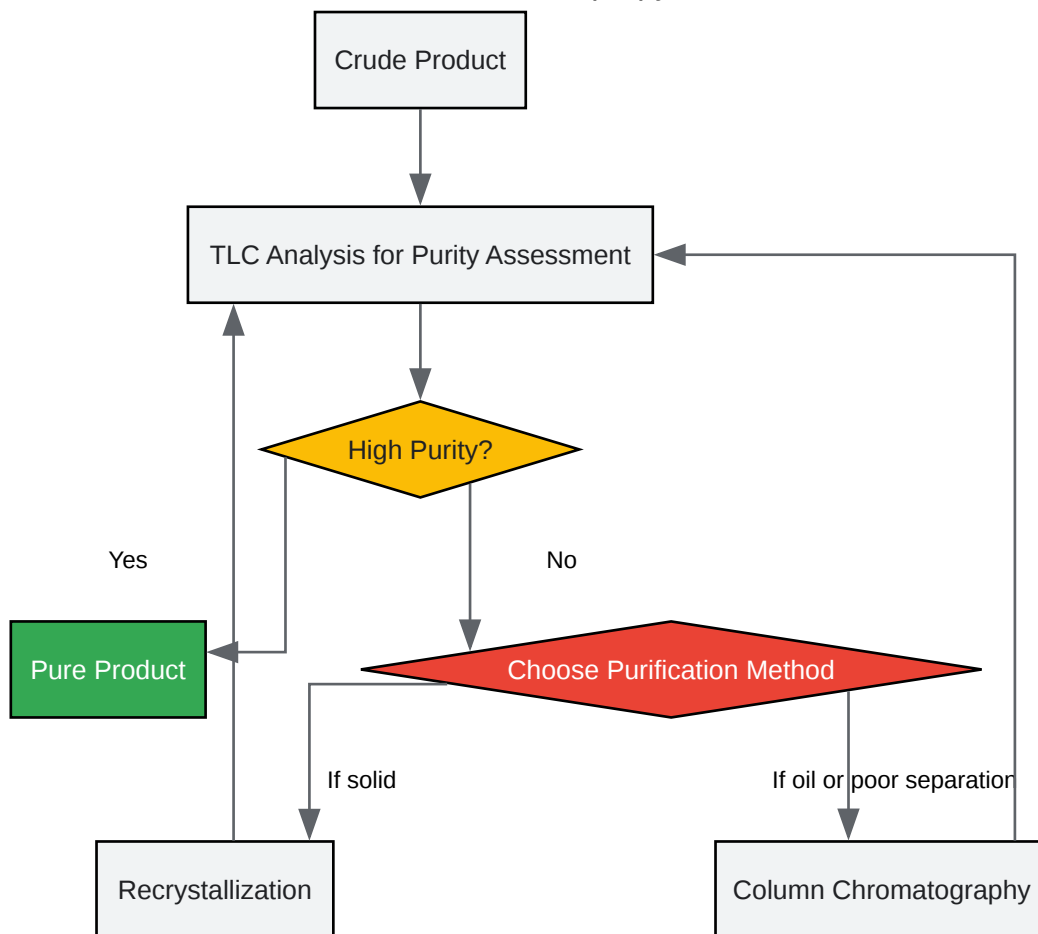 Crude Product
TLC Analysis for Purity Assessment
High Purity?
Yes
No
Pure Product
Choose Purification Method
If solid
If oil or poor separation
Recrystallization
Column Chromatography